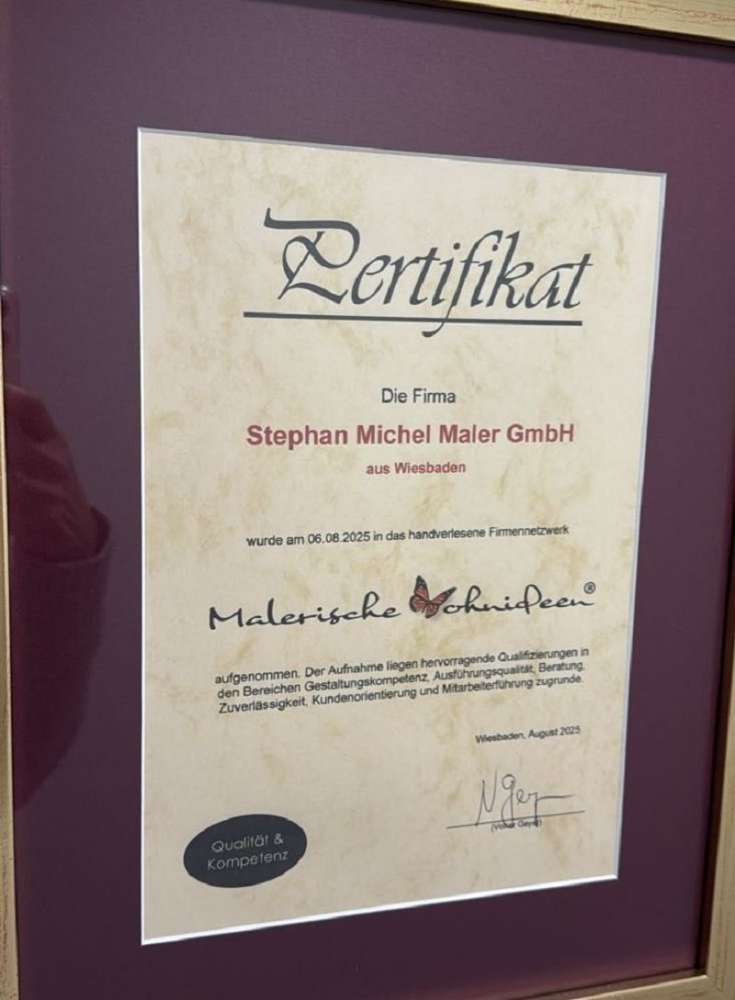 Zertifikat
Die Firma
Stephan Michel Maler GmbH
aus Wiesbaden
wurde am 06.08.2025 in das handverlesene Firmennetzwerk
Malerische Wohnideen®
aufgenommen. Der Aufnahme liegen hervorragende Qualifizierungen in
den Bereichen Gestaltungskompetenz, Ausführungsqualität, Beratung,
Zuverlässigkeit, Kundenorientierung und Mitarbeiterführung zugrunde.
Wiesbaden, August 2025
(Volker Geyer)
Qualität &
Kompetenz